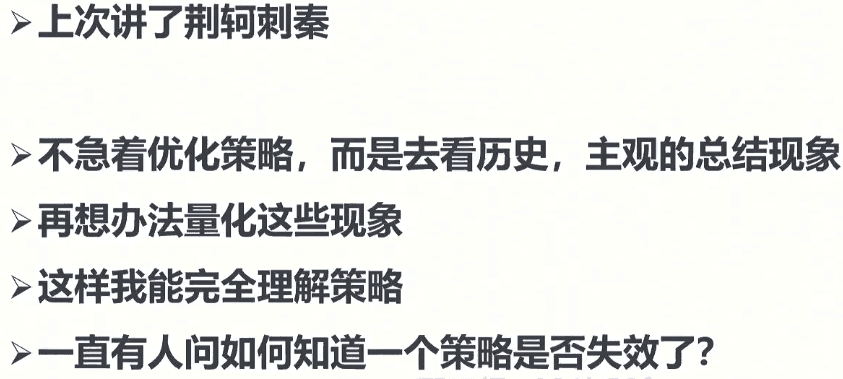 ➢上次讲了荆轲刺秦
➢不急着优化策略，而是去看历史，主观的总结现象
➢再想办法量化这些现象
➢这样我能完全理解策略
➢一直有人问如何知道一个策略是否失效了？